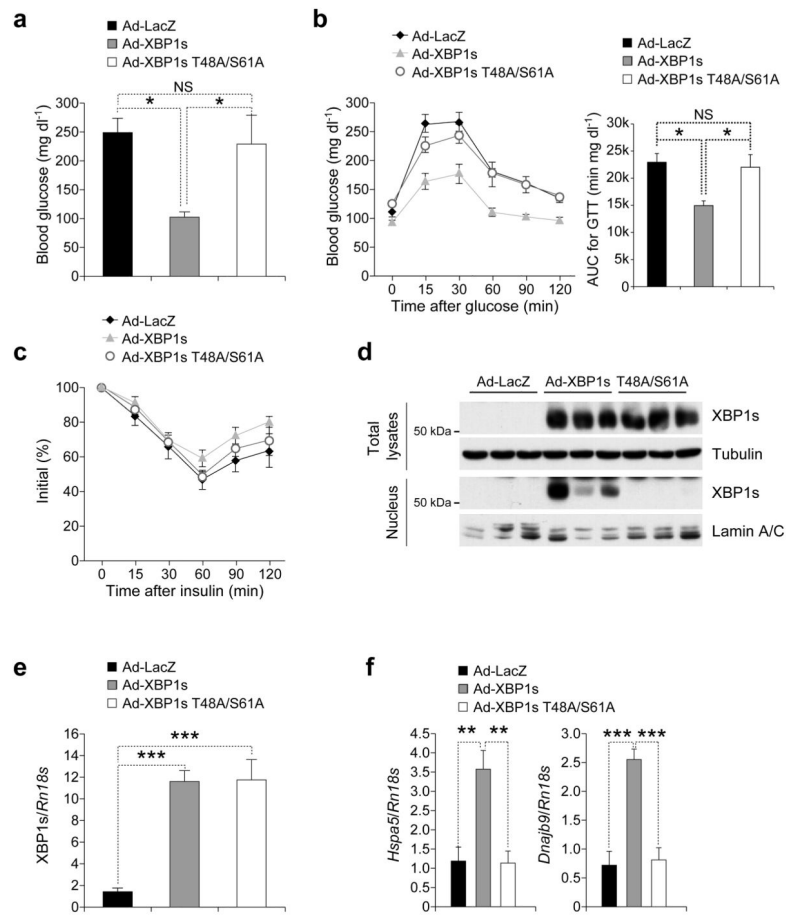 a
Ad-LacZ
Ad-XBP1s
Ad-XBP1s T48A/S61A
NS
* *
Blood glucose (mg dl-1)
300
250
200
150
100
50
0
b
Ad-LacZ
Ad-XBP1s
Ad-XBP1s T48A/S61A
Blood glucose (mg dl-1)
300
250
200
150
100
50
0
0 15 30 60 90 120
Time after glucose (min)
Ad-LacZ
Ad-XBP1s
Ad-XBP1s T48A/S61A
NS
* *
AUC for GTT (min mg dl-1)
30k
25k
20k
15k
10k
5k
0
c
Ad-LacZ
Ad-XBP1s
Ad-XBP1s T48A/S61A
Initial (%)
100
80
60
40
20
0
0 15 30 60 90 120
Time after insulin (min)
d
Ad-LacZ Ad-XBP1s T48A/S61A
Total lysates
50 kDa
XBP1s
Tubulin
Nucleus
50 kDa
XBP1s
Lamin A/C
e
Ad-LacZ
Ad-XBP1s
Ad-XBP1s T48A/S61A
***
***
XBP1s/Rn18s
16
14
12
10
8
6
4
2
0
f
Ad-LacZ
Ad-XBP1s
Ad-XBP1s T48A/S61A
** **
Hspa5/Rn18s
4.5
4.0
3.5
3.0
2.5
2.0
1.5
1.0
0.5
0
*** ***
Dnajb9/Rn18s
3.0
2.5
2.0
1.5
1.0
0.5
0